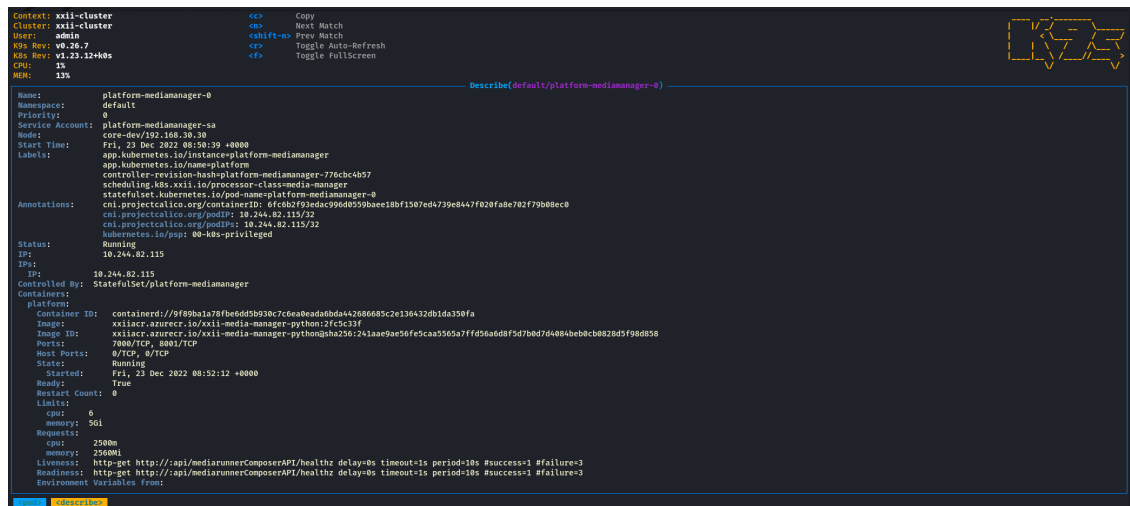 Context: xxii-cluster <c> Copy
Cluster: xxii-cluster <n> Next Match
User: admin <shift-n> Prev Match
K9s Rev: v0.26.7 <r> Toggle Auto-Refresh
K8s Rev: v1.23.12+k0s <f> Toggle FullScreen
CPU: 1%
MEM: 13%
Describe(default/platform-mediamanager-0)
Name: platform-mediamanager-0
Namespace: default
Priority: 0
Service Account: platform-mediamanager-sa
Node: core-dev/192.168.30.30
Start Time: Fri, 23 Dec 2022 08:50:39 +0000
Labels: app.kubernetes.io/instance=platform-mediamanager
app.kubernetes.io/name=platform
controller-revision-hash=platform-mediamanager-776cbc4b57
scheduling.k8s.xxii.io/processor-class=media-manager
statefulset.kubernetes.io/pod-name=platform-mediamanager-0
Annotations: cni.projectcalico.org/containerID: 6fc6b2f93edac996d0559baee18bf1507ed4739e8447f020fa8e702f79b08ec0
cni.projectcalico.org/podIP: 10.244.82.115/32
cni.projectcalico.org/podIPs: 10.244.82.115/32
kubernetes.io/psp: 00-k0s-privileged
Status: Running
IP: 10.244.82.115
IPs:
IP: 10.244.82.115
Controlled By: StatefulSet/platform-mediamanager
Containers:
platform:
Container ID: containerd://9f89ba1a78fbe6dd5b930c7c6ea0eada6bda442686685c2e136432db1da350fa
Image: xxiiacr.azurecr.io/xxii-media-manager-python:2fc5c33f
Image ID: xxiiacr.azurecr.io/xxii-media-manager-python@sha256:241aae9ae56fe5caa5565a7ffd56a6d8f5d7b0d7d4084beb0cb0828d5f98d858
Ports: 7000/TCP, 8001/TCP
Host Ports: 0/TCP, 0/TCP
State: Running
Started: Fri, 23 Dec 2022 08:52:12 +0000
Ready: True
Restart Count: 0
Limits:
cpu: 6
memory: 5Gi
Requests:
cpu: 2500m
memory: 2560Mi
Liveness: http-get http://:api/mediarunnerComposerAPI/healthz delay=0s timeout=1s period=10s #success=1 #failure=3
Readiness: http-get http://:api/mediarunnerComposerAPI/healthz delay=0s timeout=1s period=10s #success=1 #failure=3
Environment Variables from:
<pod> <describe>